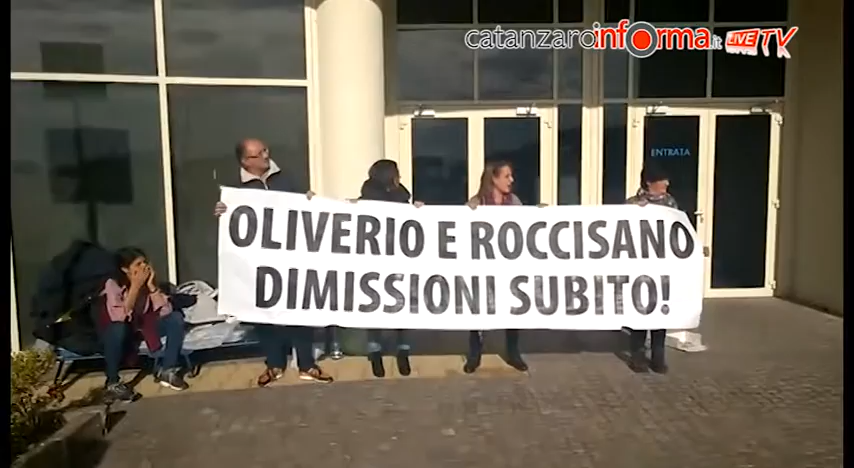 catanzaroinforma.it LIVE TV
ENTRATA
OLIVERIO E ROCCISANO
DIMISSIONI SUBITO!